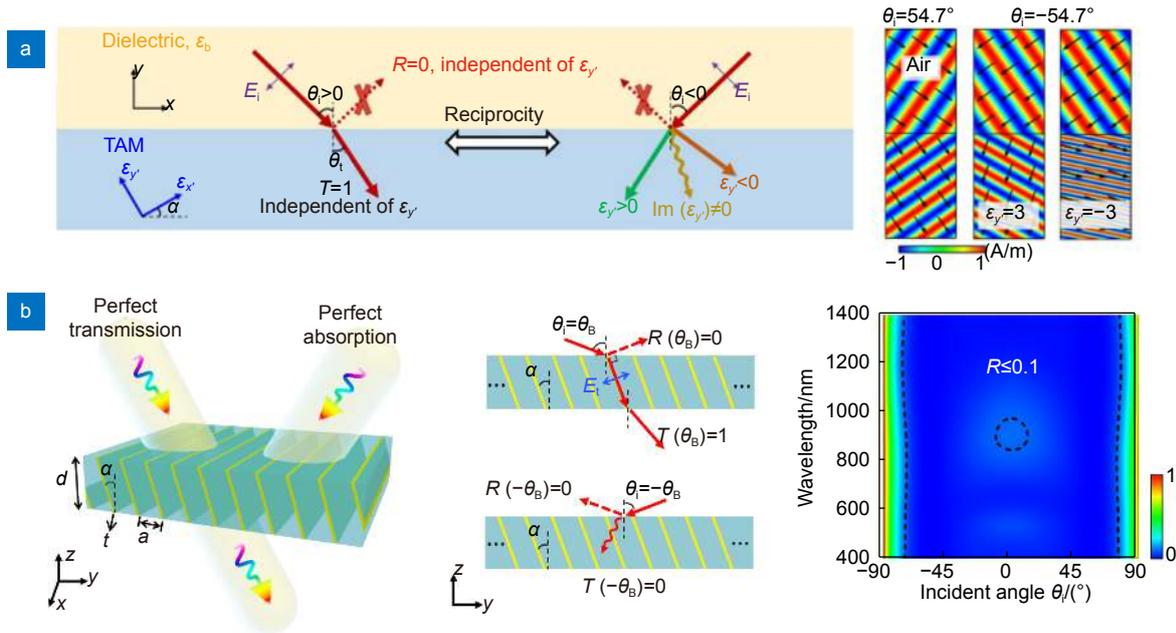 a
Dielectric, εb
y
x
Ei
θi>0
R=0, independent of εy′
θi<0
Ei
Reciprocity
TAM
εy′
εx′
α
θt
T=1
Independent of εy′
εy′>0
Im (εy′)≠0
εy′<0
θi=54.7°
θi=−54.7°
Air
εy′=3
εy′=−3
−1 0 1 (A/m)
b
Perfect
transmission
Perfect
absorption
d
α
t
a
z
y
x
θi=θB
R (θB)=0
α
Et
...
...
T (θB)=1
R (−θB)=0
θi=−θB
α
...
...
T (−θB)=0
z
y
1400
1200
1000
800
600
400
Wavelength/nm
R≤0.1
−90 −45 0 45 90
Incident angle θi/(°)
1
0